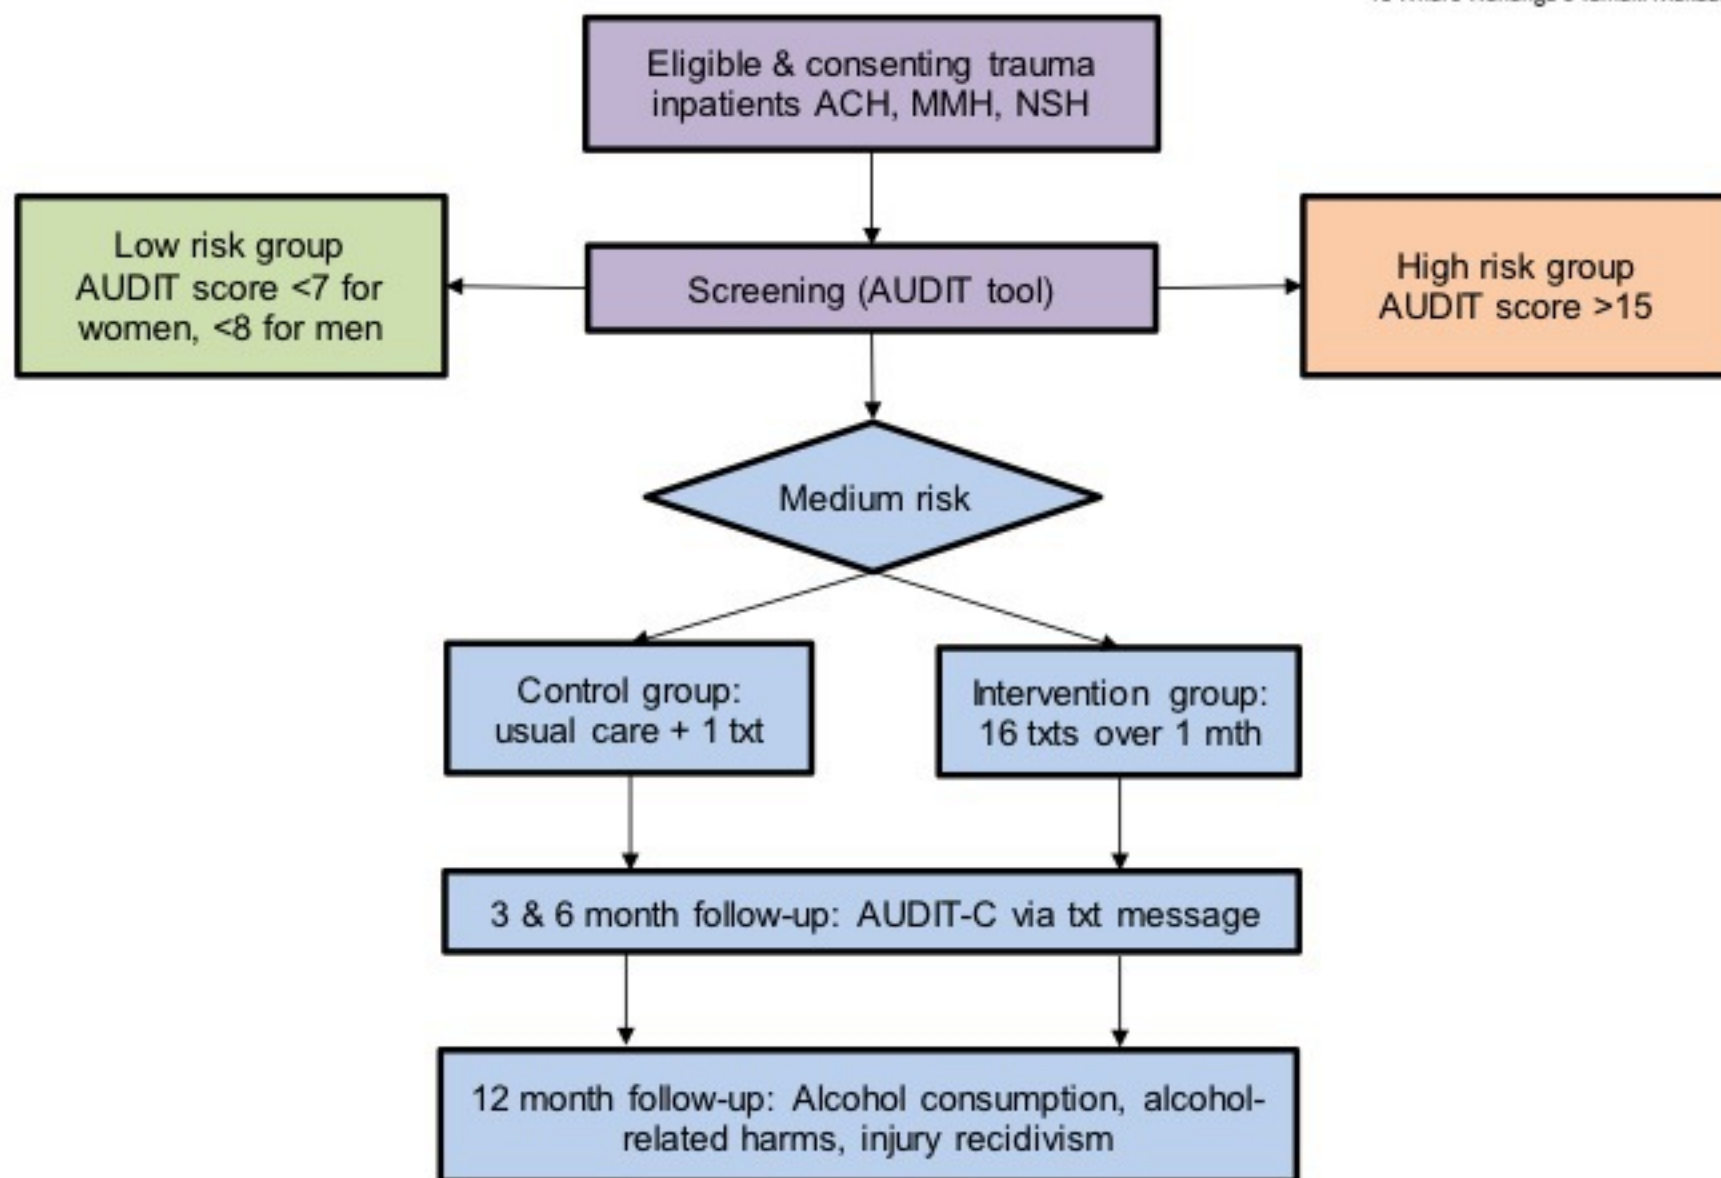 Eligible & consenting trauma
inpatients ACH, MMH, NSH
Low risk group
AUDIT score <7 for
women, <8 for men
Screening (AUDIT tool)
High risk group
AUDIT score >15
Medium risk
Control group:
usual care + 1 txt
Intervention group:
16 txts over 1 mth
3 & 6 month follow-up: AUDIT-C via txt message
12 month follow-up: Alcohol consumption, alcohol-
related harms, injury recidivism